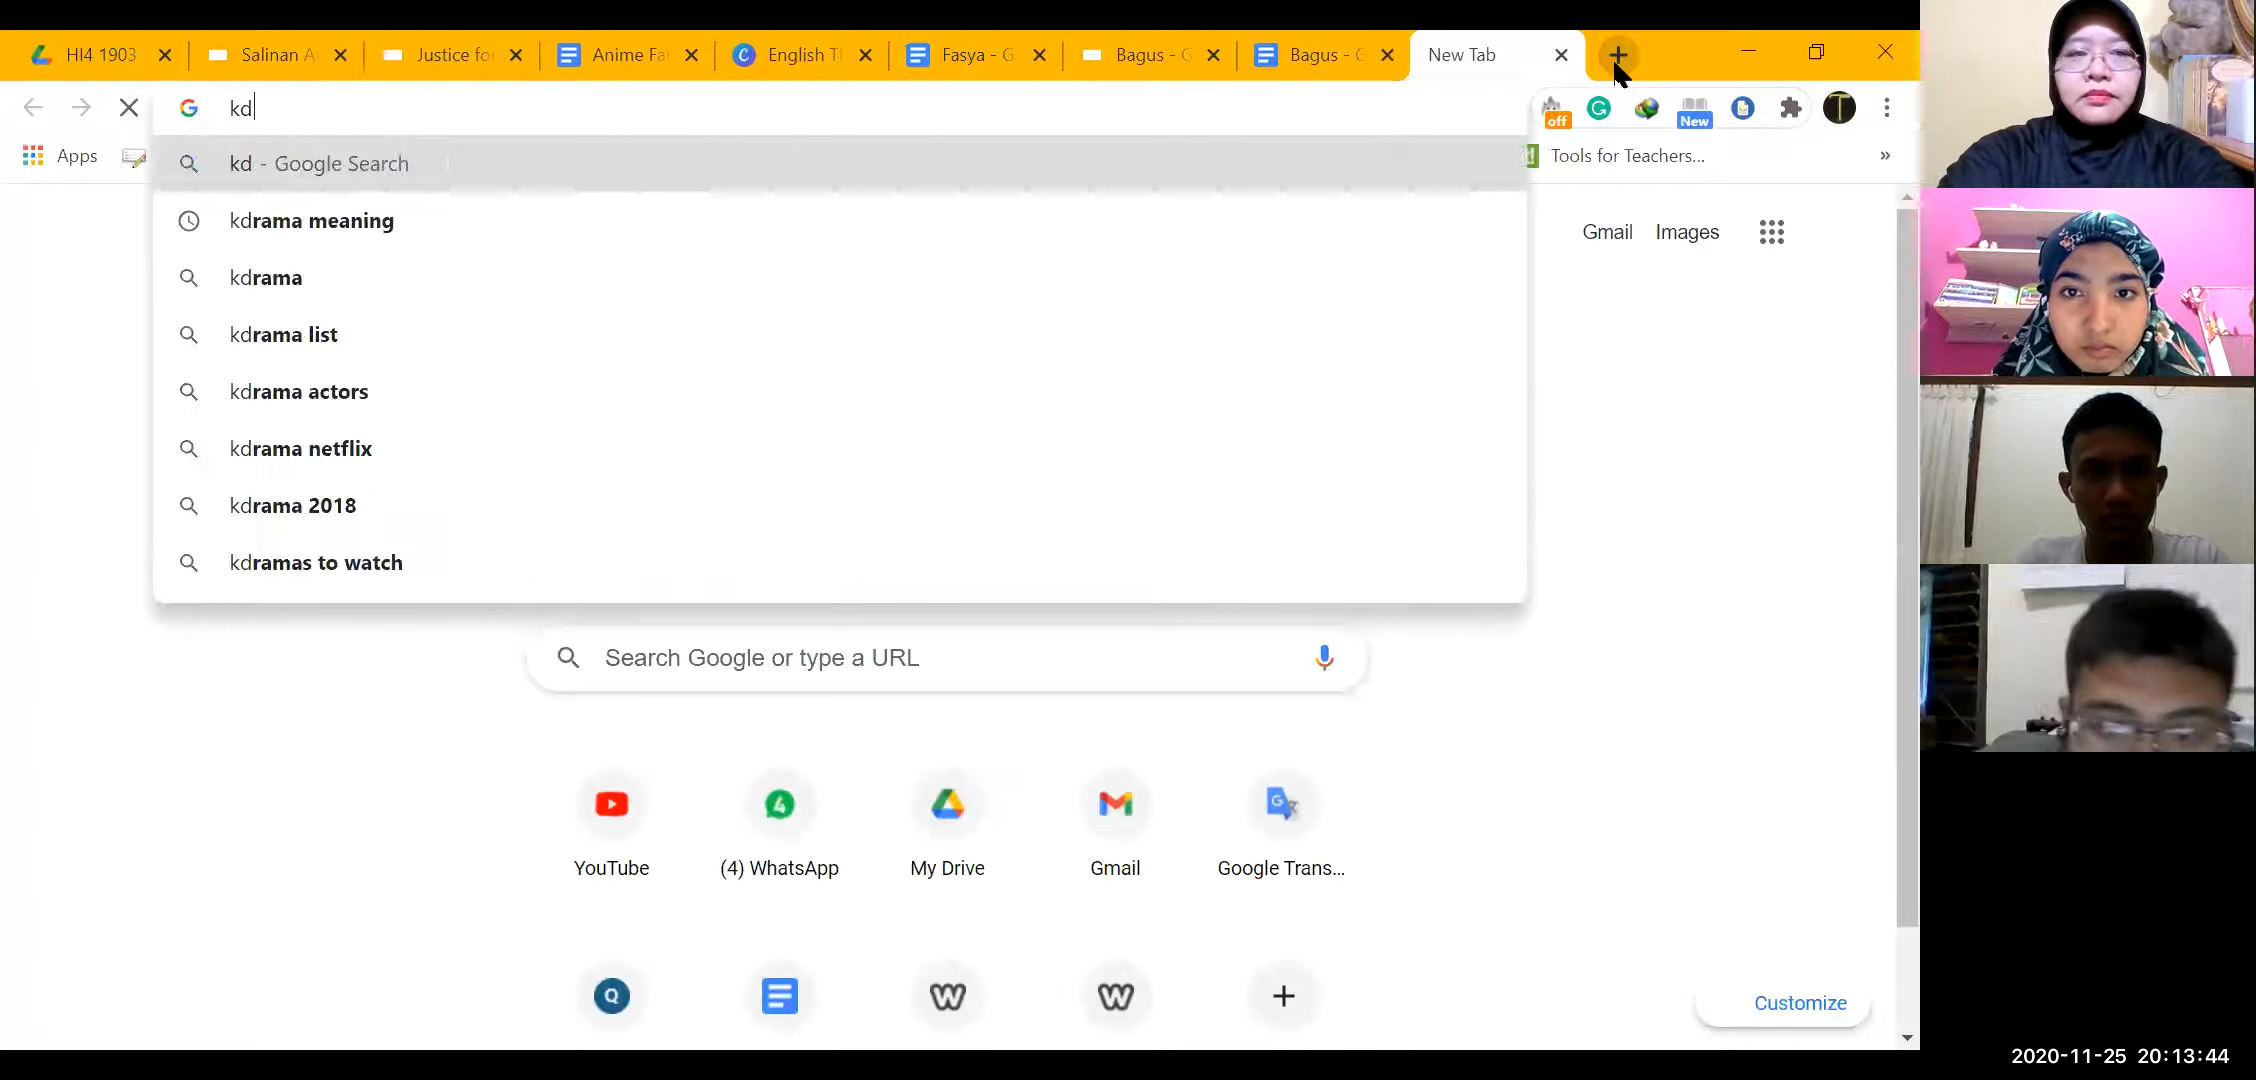 HI4 1903
Salinan A
Justice fo
Anime Fa
English T
Fasya - G
Bagus - G
Bagus - G
New Tab
kd
off
New
Apps
Tools for Teachers...
»
kd - Google Search
kdrama meaning
kdrama
kdrama list
kdrama actors
kdrama netflix
kdrama 2018
kdramas to watch
Gmail Images
Search Google or type a URL
YouTube
(4) WhatsApp
My Drive
Gmail
Google Trans...
Customize
2020-11-25 20:13:44